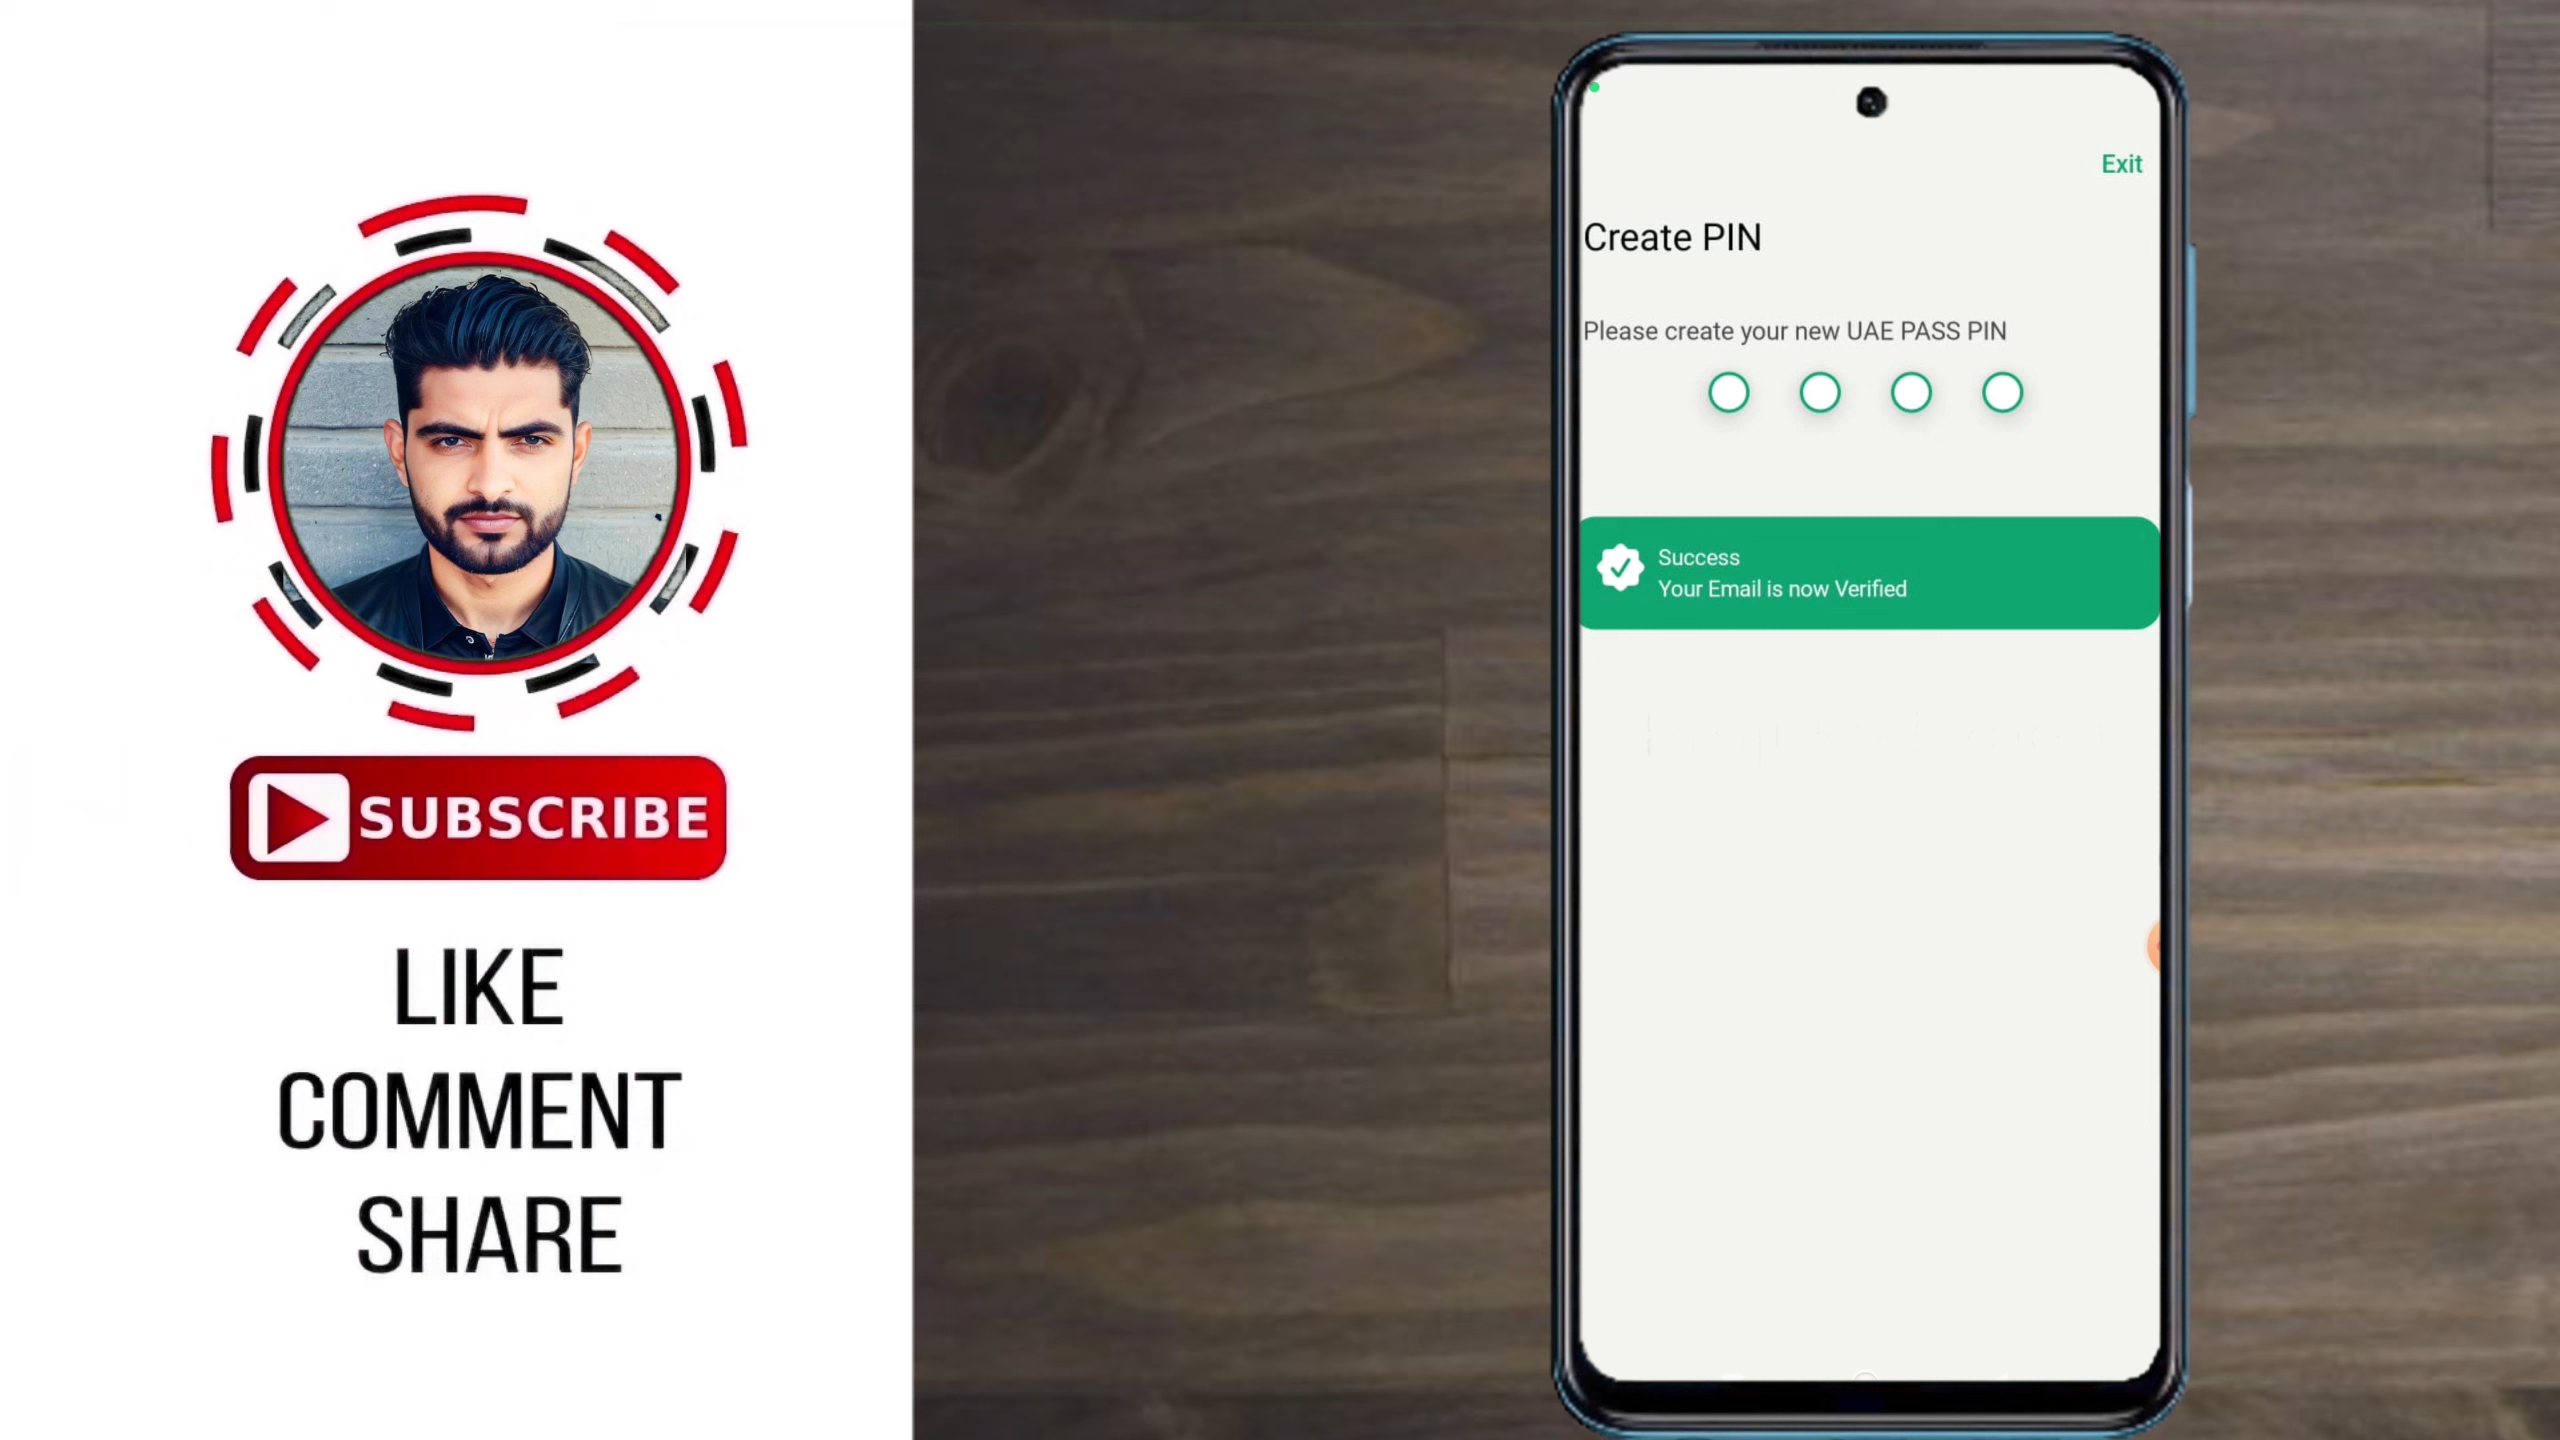 SUBSCRIBE
LIKE
COMMENT
SHARE
Exit
Create PIN
Please create your new UAE PASS PIN
Success
Your Email is now Verified